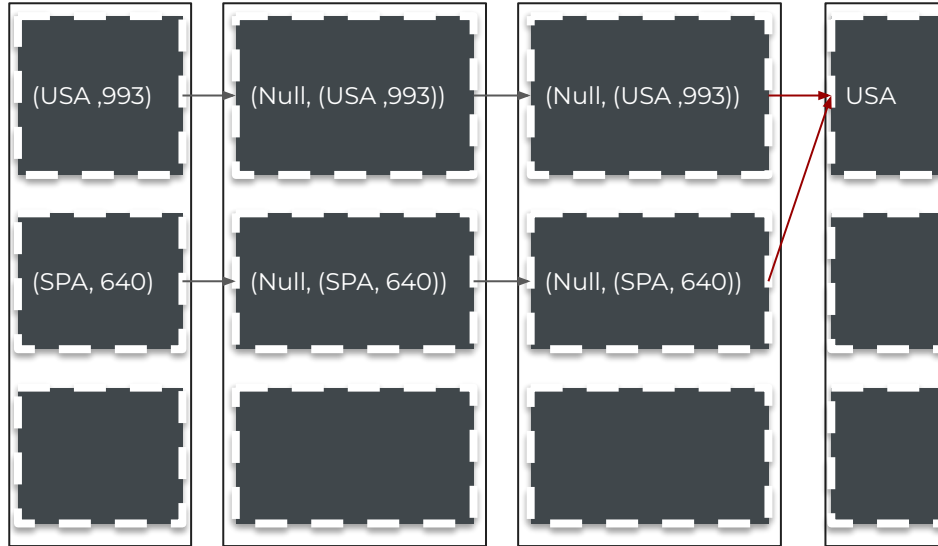 (USA ,993)
(Null, (USA ,993))
(Null, (USA ,993))
USA
(SPA, 640)
(Null, (SPA, 640))
(Null, (SPA, 640))